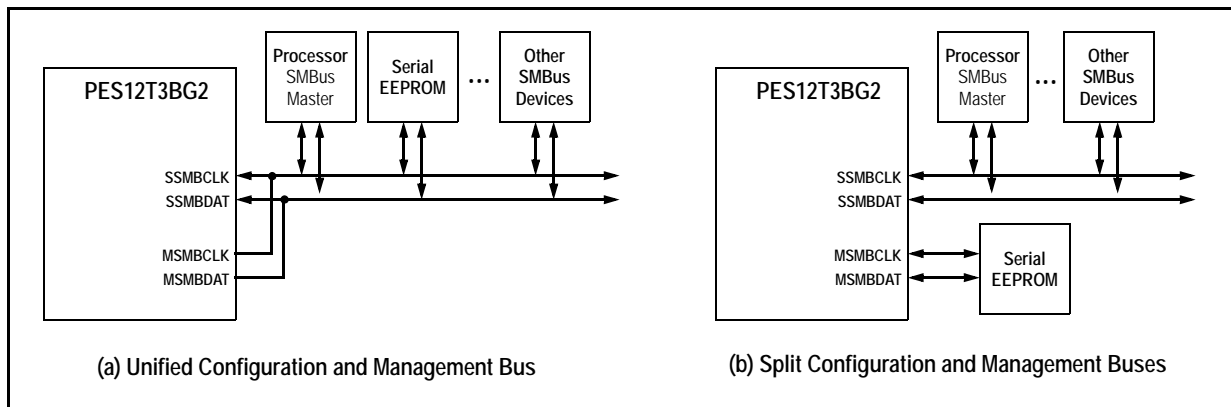 PES12T3BG2
Processor
SMBus
Master
Serial
EEPROM
...
Other
SMBus
Devices
SSMBCLK
SSMBDAT
MSMBCLK
MSMBDAT
(a) Unified Configuration and Management Bus
PES12T3BG2
Processor
SMBus
Master
...
Other
SMBus
Devices
SSMBCLK
SSMBDAT
MSMBCLK
MSMBDAT
Serial
EEPROM
(b) Split Configuration and Management Buses